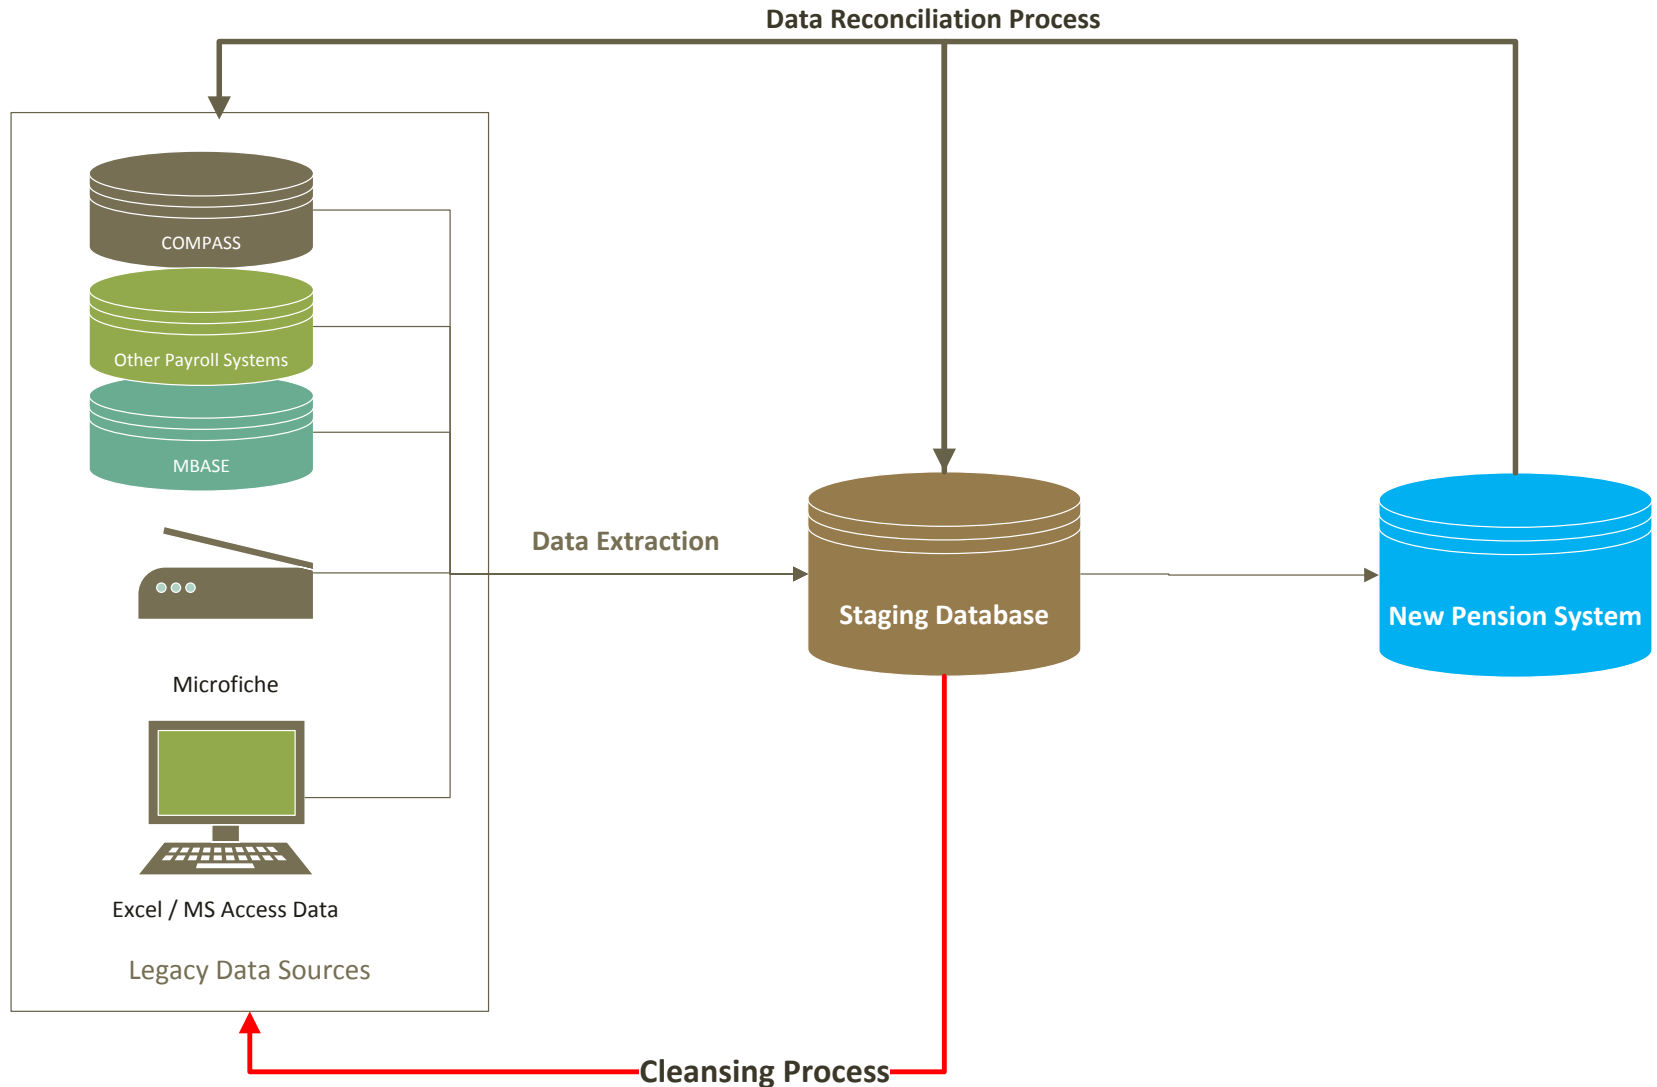 Data Reconciliation Process
COMPASS
Other Payroll Systems
MBASE
Data Extraction
Staging Database
New Pension System
Microfiche
Excel / MS Access Data
Legacy Data Sources
Cleansing Process